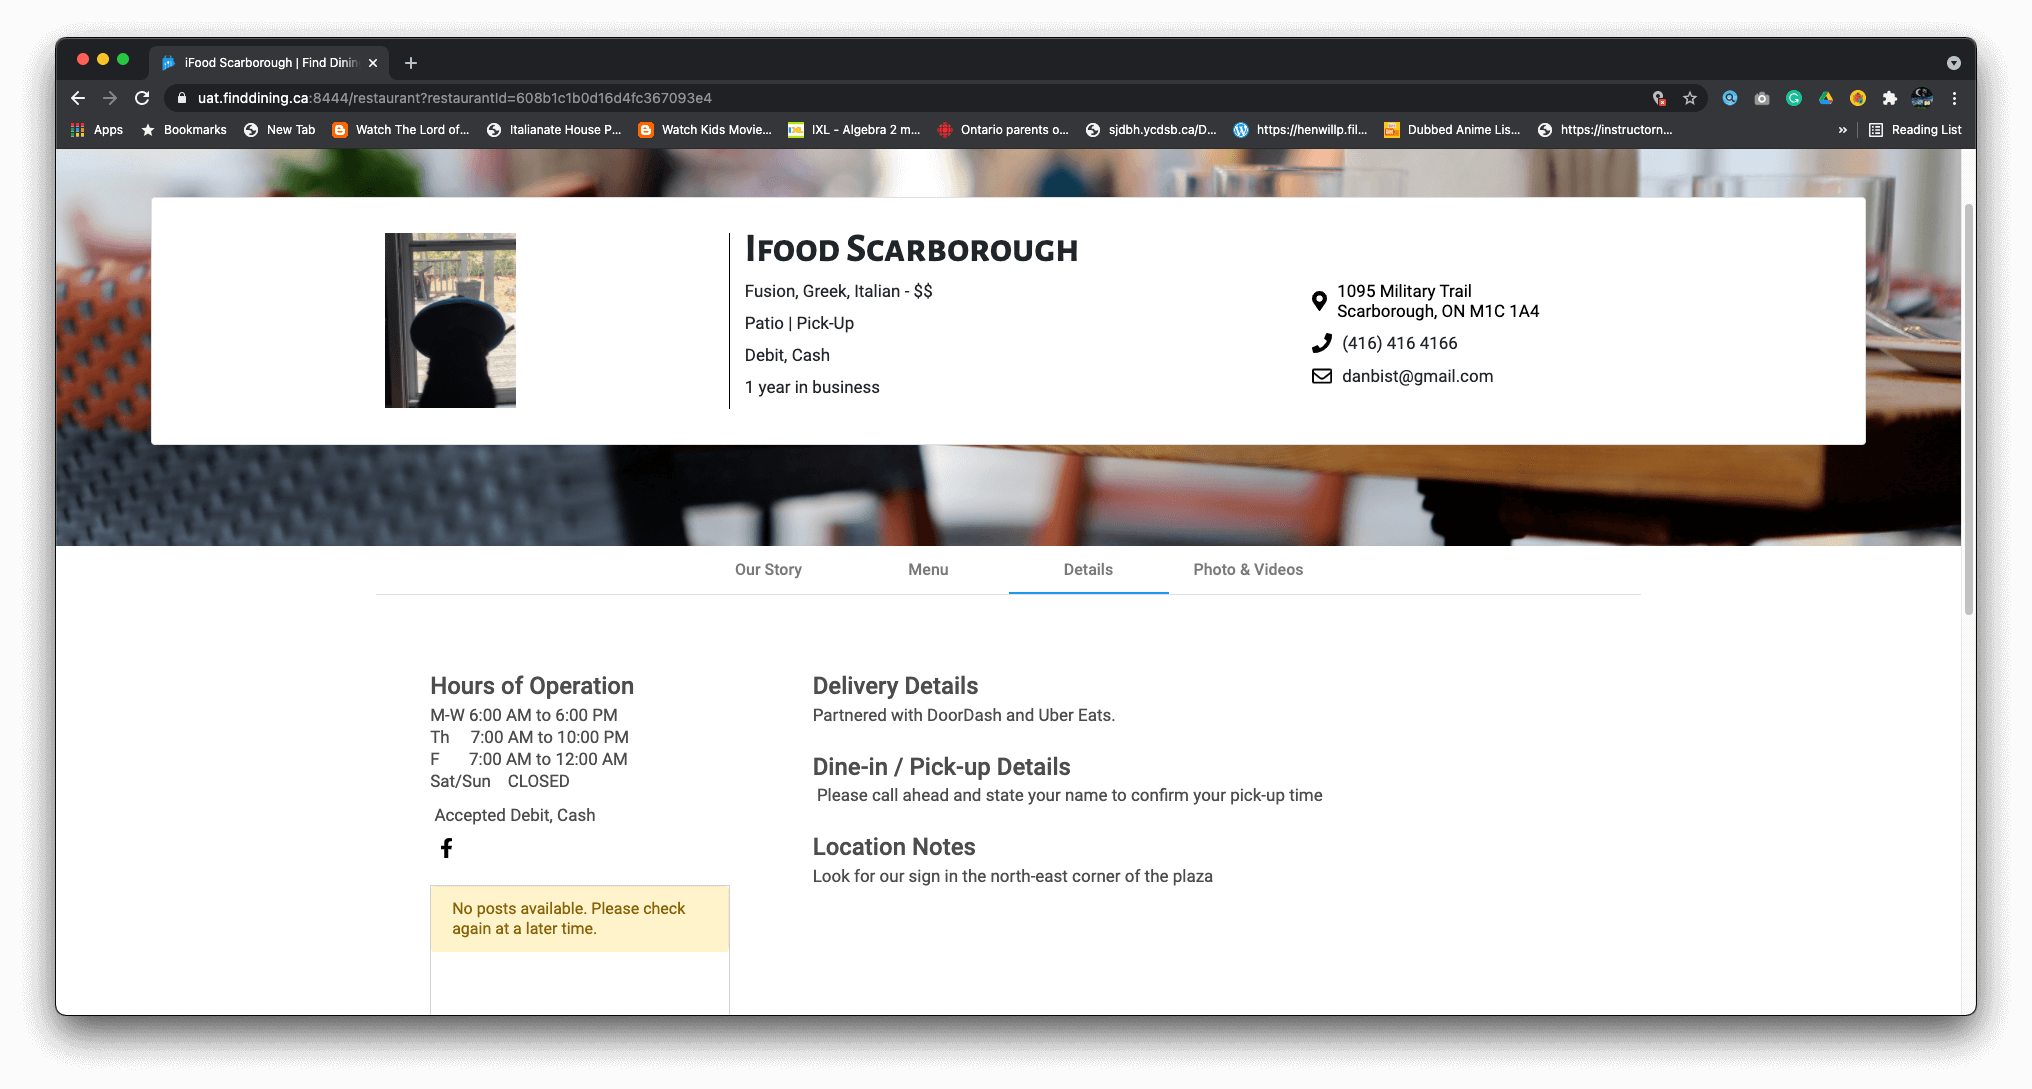 iFood Scarborough | Find Dinin
uat.finddining.ca:8444/restaurant?restaurantId=608b1c1b0d16d4fc367093e4
Apps Bookmarks New Tab Watch The Lord of... Italianate House P... Watch Kids Movie... IXL - Algebra 2 m... Ontario parents o... sjdbh.ycdsb.ca/D... https://henwillp.fil... Dubbed Anime Lis... https://instructorn... » Reading List
Ifood Scarborough
Fusion, Greek, Italian - $$
Patio | Pick-Up
Debit, Cash
1 year in business
1095 Military Trail
Scarborough, ON M1C 1A4
(416) 416 4166
danbist@gmail.com
Our Story Menu Details Photo & Videos
Hours of Operation
M-W 6:00 AM to 6:00 PM
Th 7:00 AM to 10:00 PM
F 7:00 AM to 12:00 AM
Sat/Sun CLOSED
Accepted Debit, Cash
No posts available. Please check
again at a later time.
Delivery Details
Partnered with DoorDash and Uber Eats.
Dine-in / Pick-up Details
Please call ahead and state your name to confirm your pick-up time
Location Notes
Look for our sign in the north-east corner of the plaza